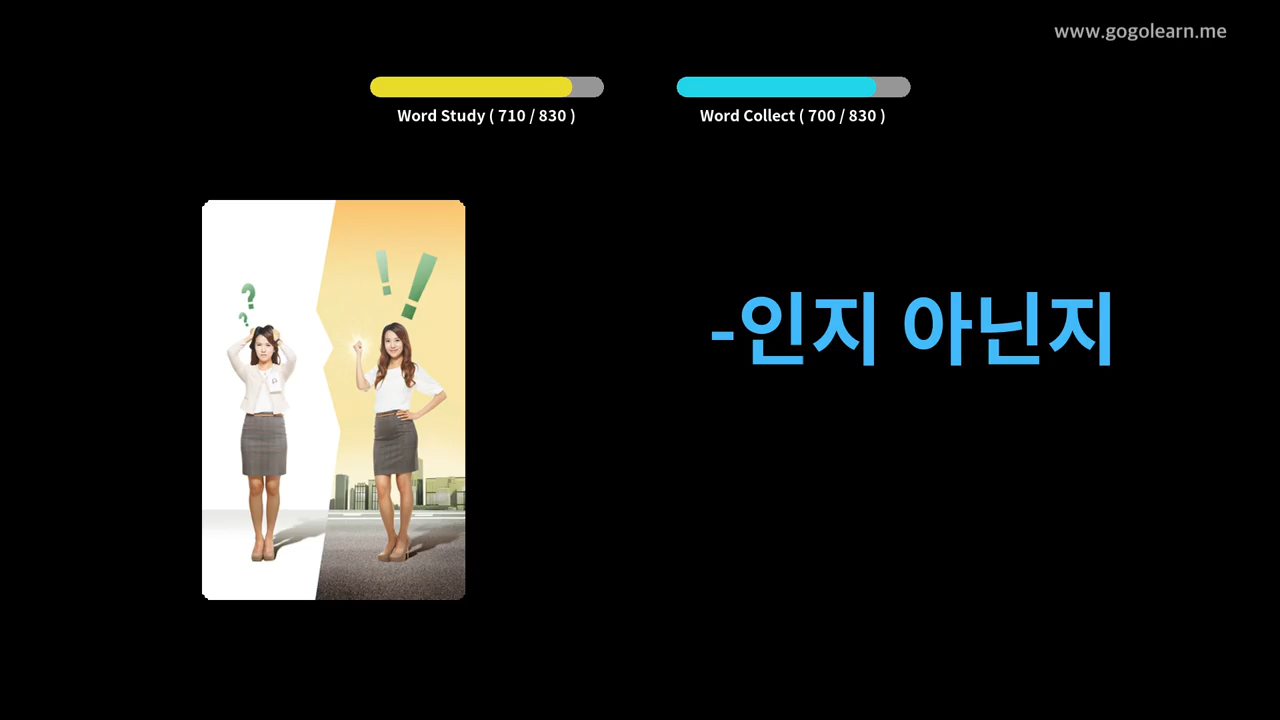 www.gogolearn.me
Word Study ( 710 / 830 )
Word Collect ( 700 / 830 )
? ?
! !
-인지 아닌지